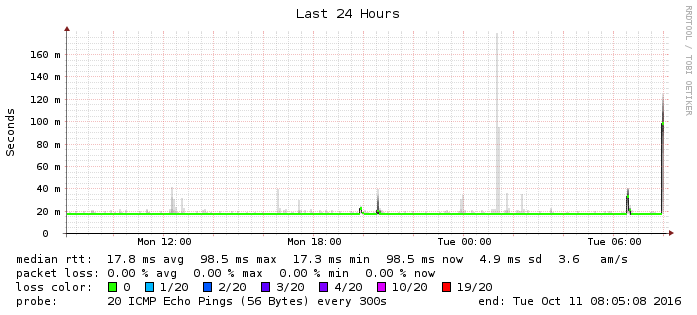 Last 24 Hours
RRDTOOL / TOBI OETIKER
Seconds
160 m
140 m
120 m
100 m
80 m
60 m
40 m
20 m
0
Mon 12:00 Mon 18:00 Tue 00:00 Tue 06:00
median rtt: 17.8 ms avg 98.5 ms max 17.3 ms min 98.5 ms now 4.9 ms sd 3.6 am/s
packet loss: 0.00 % avg 0.00 % max 0.00 % min 0.00 % now
loss color: 0 1/20 2/20 3/20 4/20 10/20 19/20
probe: 20 ICMP Echo Pings (56 Bytes) every 300s end: Tue Oct 11 08:05:08 2016